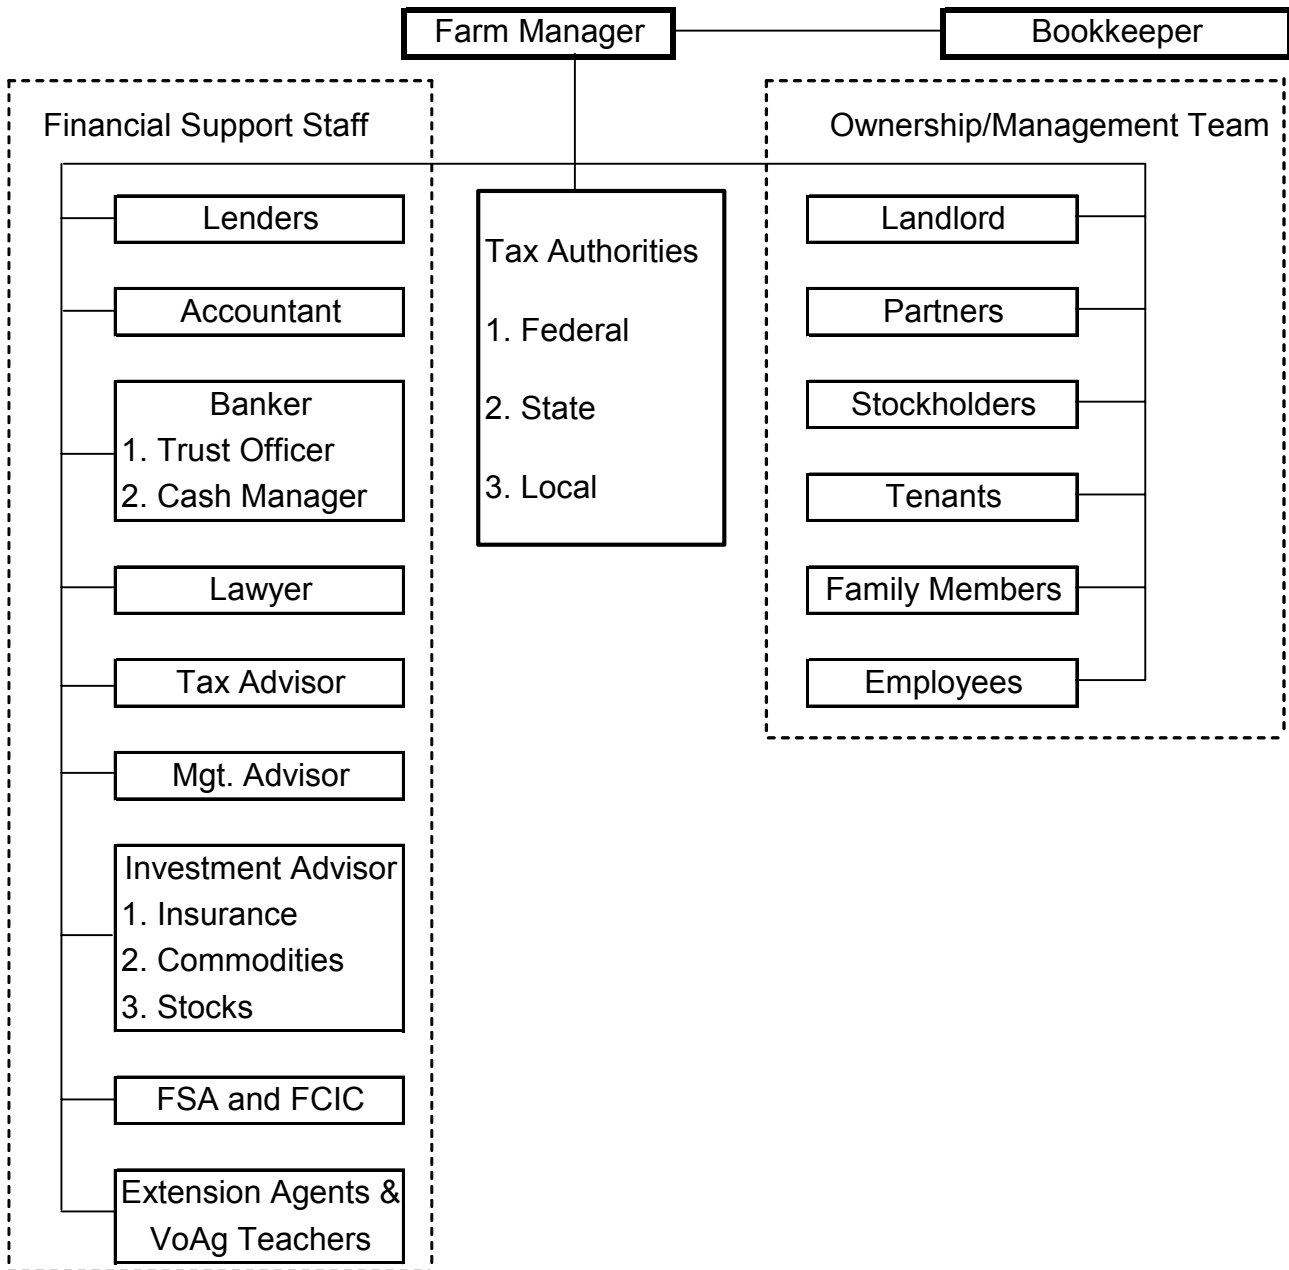 Farm Manager
Bookkeeper
Financial Support Staff
Lenders
Accountant
Banker
1. Trust Officer
2. Cash Manager
Lawyer
Tax Advisor
Mgt. Advisor
Investment Advisor
1. Insurance
2. Commodities
3. Stocks
FSA and FCIC
Extension Agents &
VoAg Teachers
Tax Authorities
1. Federal
2. State
3. Local
Ownership/Management Team
Landlord
Partners
Stockholders
Tenants
Family Members
Employees